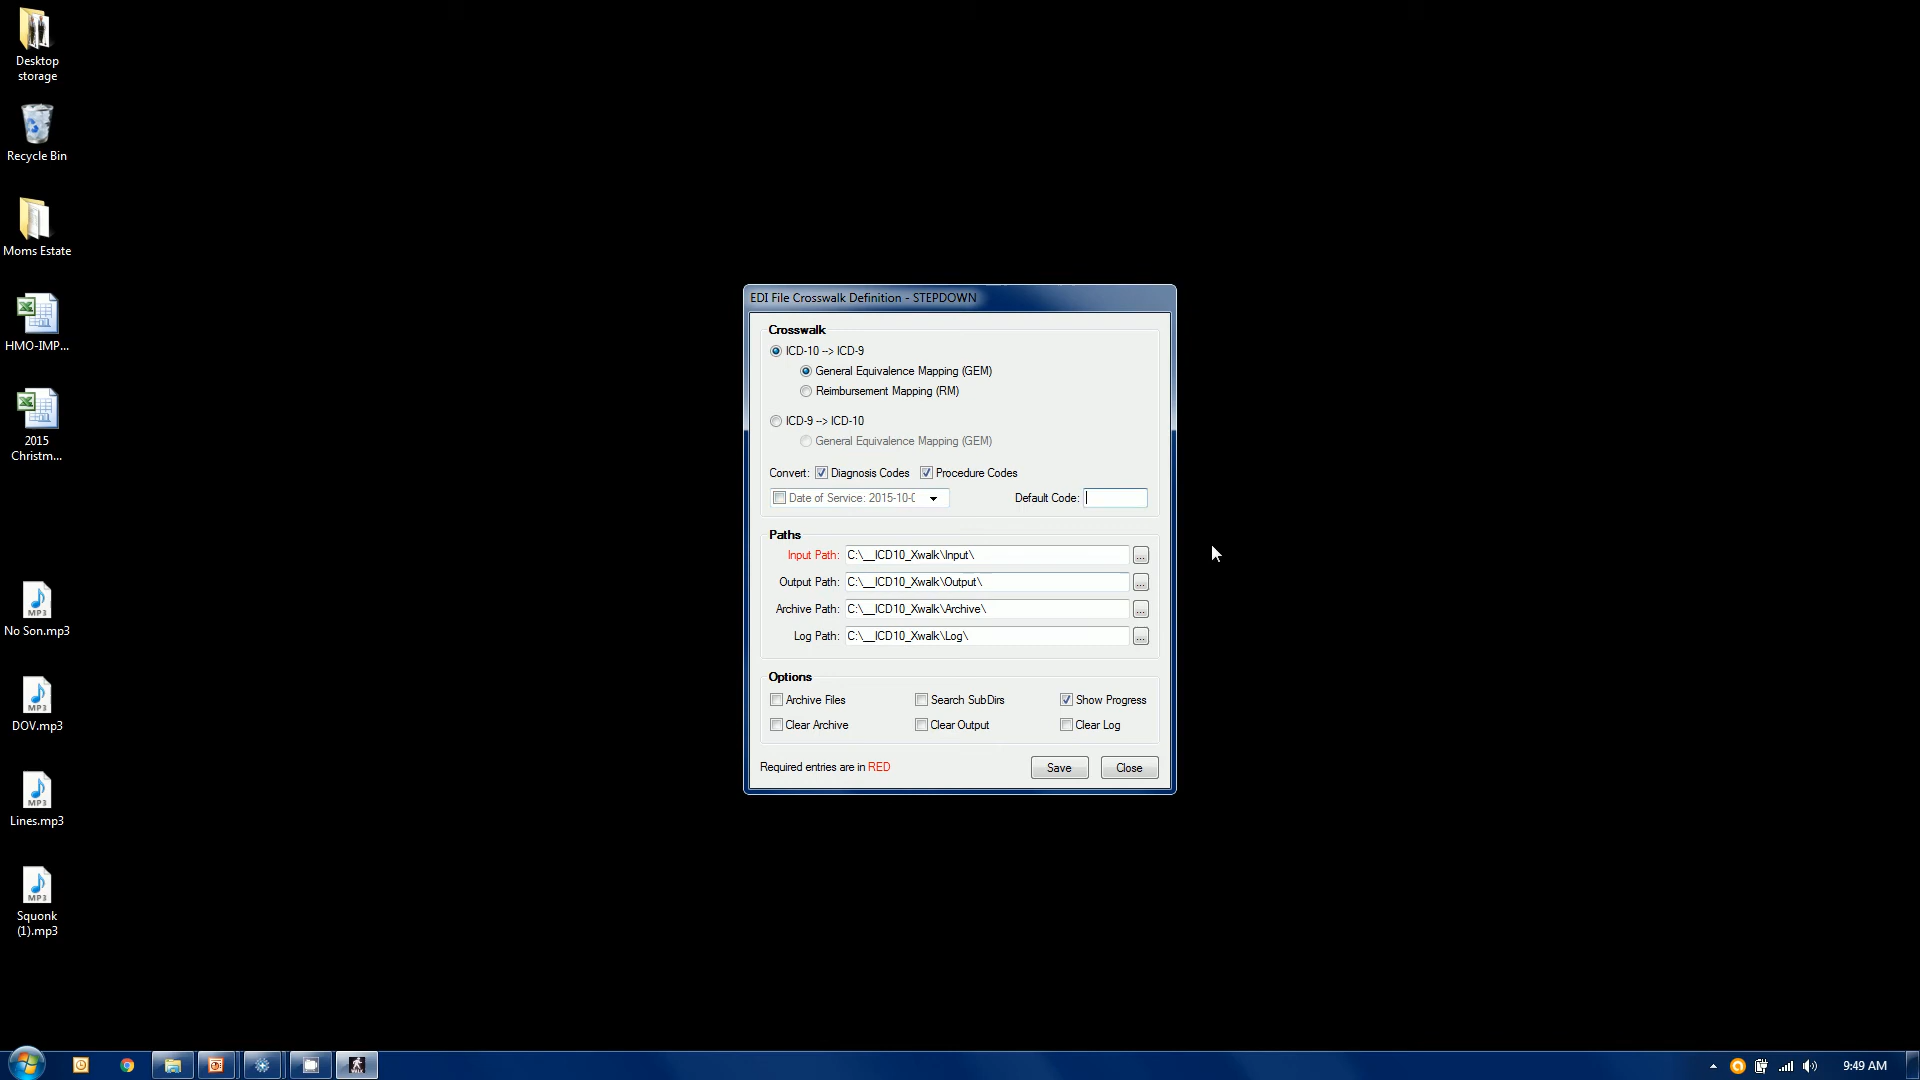 Desktop
storage
Recycle Bin
Moms Estate
HMO-IMP...
2015
Christm...
No Son.mp3
DOV.mp3
Lines.mp3
Squonk
(1).mp3
EDI File Crosswalk Definition - STEPDOWN
Crosswalk
ICD-10 --> ICD-9
General Equivalence Mapping (GEM)
Reimbursement Mapping (RM)
ICD-9 --> ICD-10
General Equivalence Mapping (GEM)
Convert: Diagnosis Codes Procedure Codes
Date of Service: 2015-10-0 Default Code:
Paths
Input Path: C:\__ICD10_Xwalk\Input\ ...
Output Path: C:\__ICD10_Xwalk\Output\ ...
Archive Path: C:\__ICD10_Xwalk\Archive\ ...
Log Path: C:\__ICD10_Xwalk\Log\ ...
Options
Archive Files Search SubDirs Show Progress
Clear Archive Clear Output Clear Log
Required entries are in RED Save Close
9:49 AM